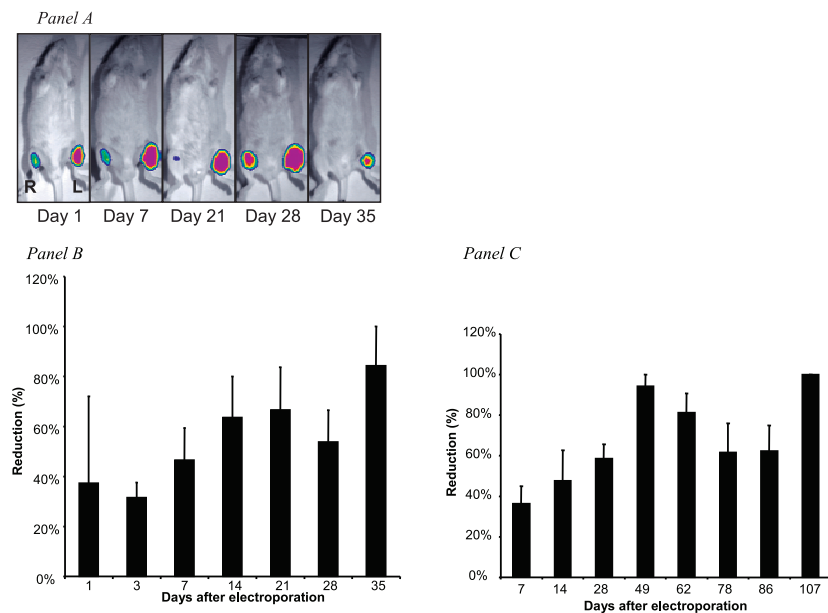 Panel A
R L
Day 1 Day 7 Day 21 Day 28 Day 35
Panel B
120%
100%
80%
60%
40%
20%
0%
Reduction (%)
1 3 7 14 21 28 35
Days after electroporation
Panel C
120%
100%
80%
60%
40%
20%
0%
Reduction (%)
7 14 28 49 62 78 86 107
Days after electroporation